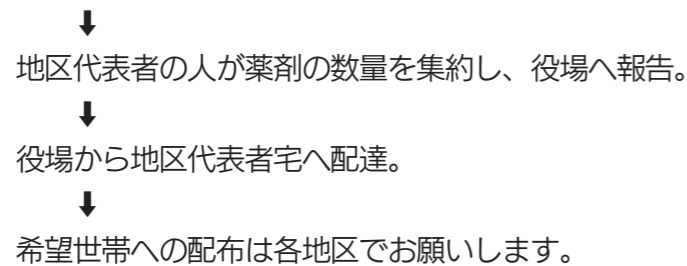 ⬇
地区代表者の人が薬剤の数量を集約し、役場へ報告。
⬇
役場から地区代表者宅へ配達。
⬇
希望世帯への配布は各地区でお願いします。